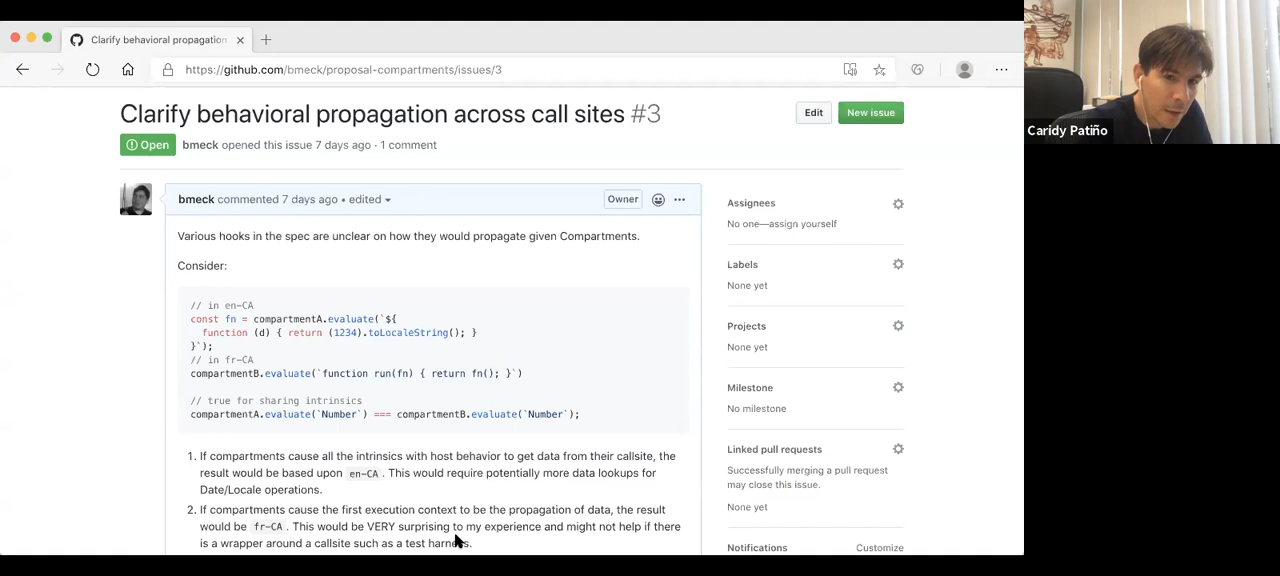 Clarify behavioral propagation
https://github.com/bmeck/proposal-compartments/issues/3
Clarify behavioral propagation across call sites #3
Edit
New issue
Open
bmeck opened this issue 7 days ago · 1 comment
bmeck commented 7 days ago • edited
Owner
Various hooks in the spec are unclear on how they would propagate given Compartments.
Consider:
// in en-CA
const fn = compartmentA.evaluate(`${
function (d) { return (1234).toLocaleString(); }
}`);
// in fr-CA
compartmentB.evaluate(`function run(fn) { return fn(); }`)
// true for sharing intrinsics
compartmentA.evaluate(`Number`) === compartmentB.evaluate(`Number`);
1. If compartments cause all the intrinsics with host behavior to get data from their callsite, the
result would be based upon en-CA. This would require potentially more data lookups for
Date/Locale operations.
2. If compartments cause the first execution context to be the propagation of data, the result
would be fr-CA. This would be VERY surprising to my experience and might not help if there
is a wrapper around a callsite such as a test harness.
Assignees
No one—assign yourself
Labels
None yet
Projects
None yet
Milestone
No milestone
Linked pull requests
Successfully merging a pull request
may close this issue.
None yet
Notifications
Customize
Caridy Patiño